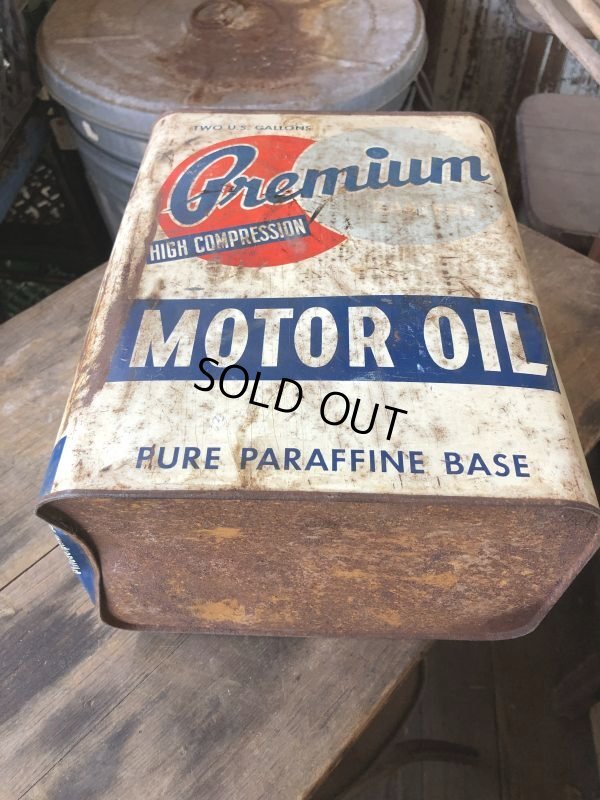 TWO U.S. GALLONS
Premium
HIGH COMPRESSION
MOTOR OIL
SOLD OUT
PURE PARAFFINE BASE